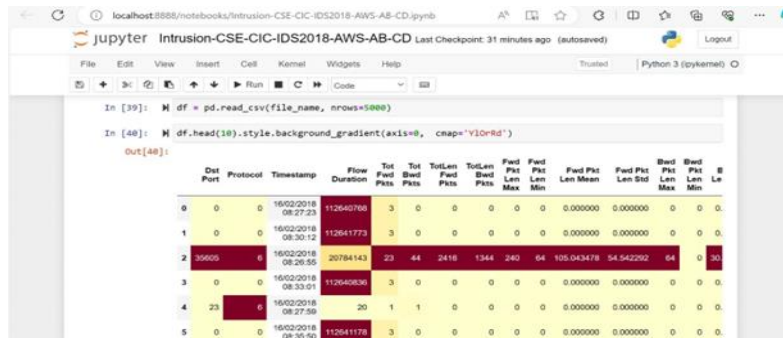 localhost:8888/notebooks/Intrusion-CSE-CIC-IDS2018-AWS-AB-CD.ipynb
jupyter Intrusion-CSE-CIC-IDS2018-AWS-AB-CD Last Checkpoint: 31 minutes ago (autosaved)
Logout
File Edit View Insert Cell Kernel Widgets Help Trusted Python 3 (ipykernel)
Run Code
In [39]: df = pd.read_csv(file_name, nrows=5000)
In [40]: df.head(10).style.background_gradient(axis=0, cmap='YlOrRd')
Out[40]:
Dst Port Protocol Timestamp Flow Duration Tot Fwd Pkts Tot Bwd Pkts TotLen Fwd Pkts TotLen Bwd Pkts Fwd Pkt Len Max Fwd Pkt Len Min Fwd Pkt Len Mean Fwd Pkt Len Std Bwd Pkt Len Max Bwd Pkt Len Min
0 0 0 16/02/2018 08:27:23 112640768 3 0 0 0 0 0 0.000000 0.000000 0 0 0.
1 0 0 16/02/2018 08:30:12 112641773 3 0 0 0 0 0 0.000000 0.000000 0 0 0.
2 35605 6 16/02/2018 08:26:55 20784143 23 44 2416 1344 240 64 105.043478 54.542292 64 0 30.
3 0 0 16/02/2018 08:33:01 112640836 3 0 0 0 0 0 0.000000 0.000000 0 0 0.
4 23 6 16/02/2018 08:27:59 20 1 1 0 0 0 0 0.000000 0.000000 0 0 0.
5 0 0 16/02/2018 08:35:50 112641178 3 0 0 0 0 0 0.000000 0.000000 0 0 0.